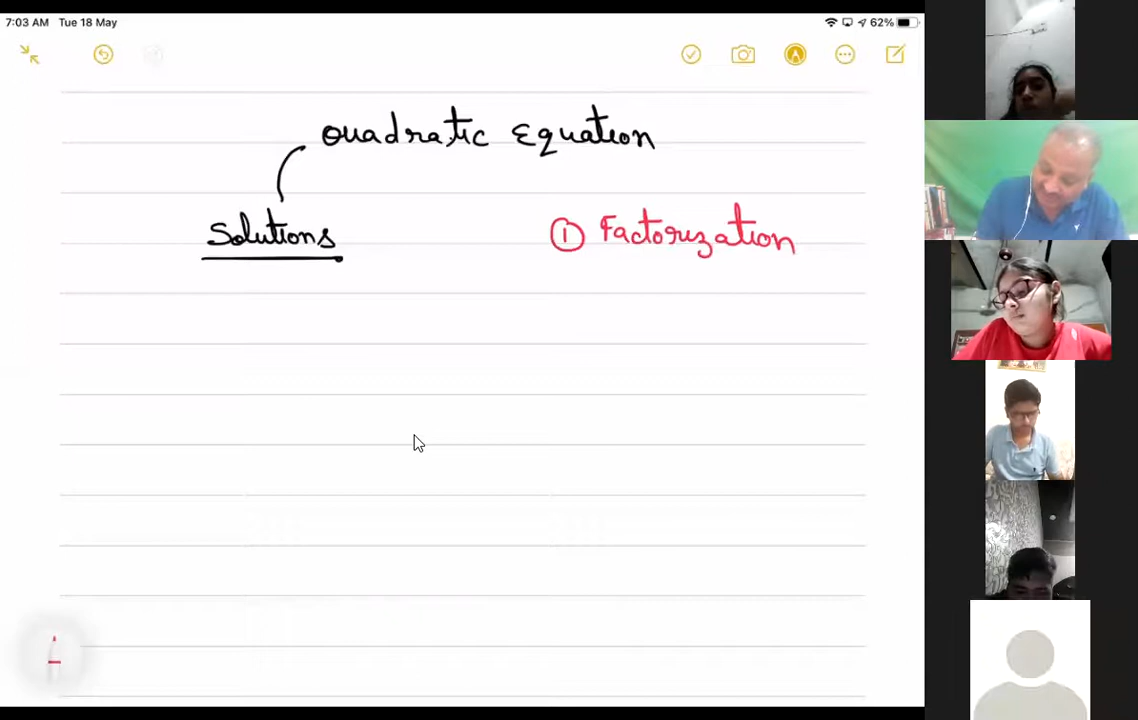 7:03 AM Tue 18 May 62%
Quadratic Equation
Solutions
① Factorization